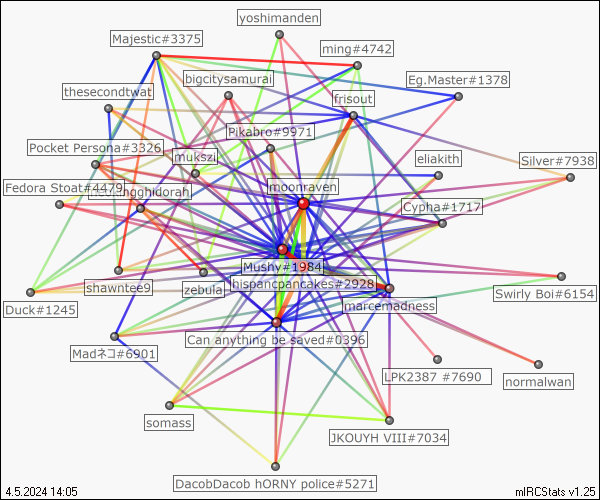 yoshimanden
Majestic#3375
ming#4742
bigcitysamurai
Eg.Master#1378
thesecondtwat
frisout
Pikabro#9971
Pocket Persona#3326
mukszi
eliakith
Silver#7938
Fedora Stoat#4479
ghidorah
moonraven
Cypha#1717
Mushy#1984
shawntee9
zebula
hispancpancakes#2928
Swirly Boi#6154
Duck#1245
marcemadness
Can anything be saved#0396
Madネコ#6901
LPK2387 #7690
normalwan
somass
JKOUYH VIII#7034
DacobDacob hORNY police#5271
4.5.2024 14:05
mIRCStats v1.25